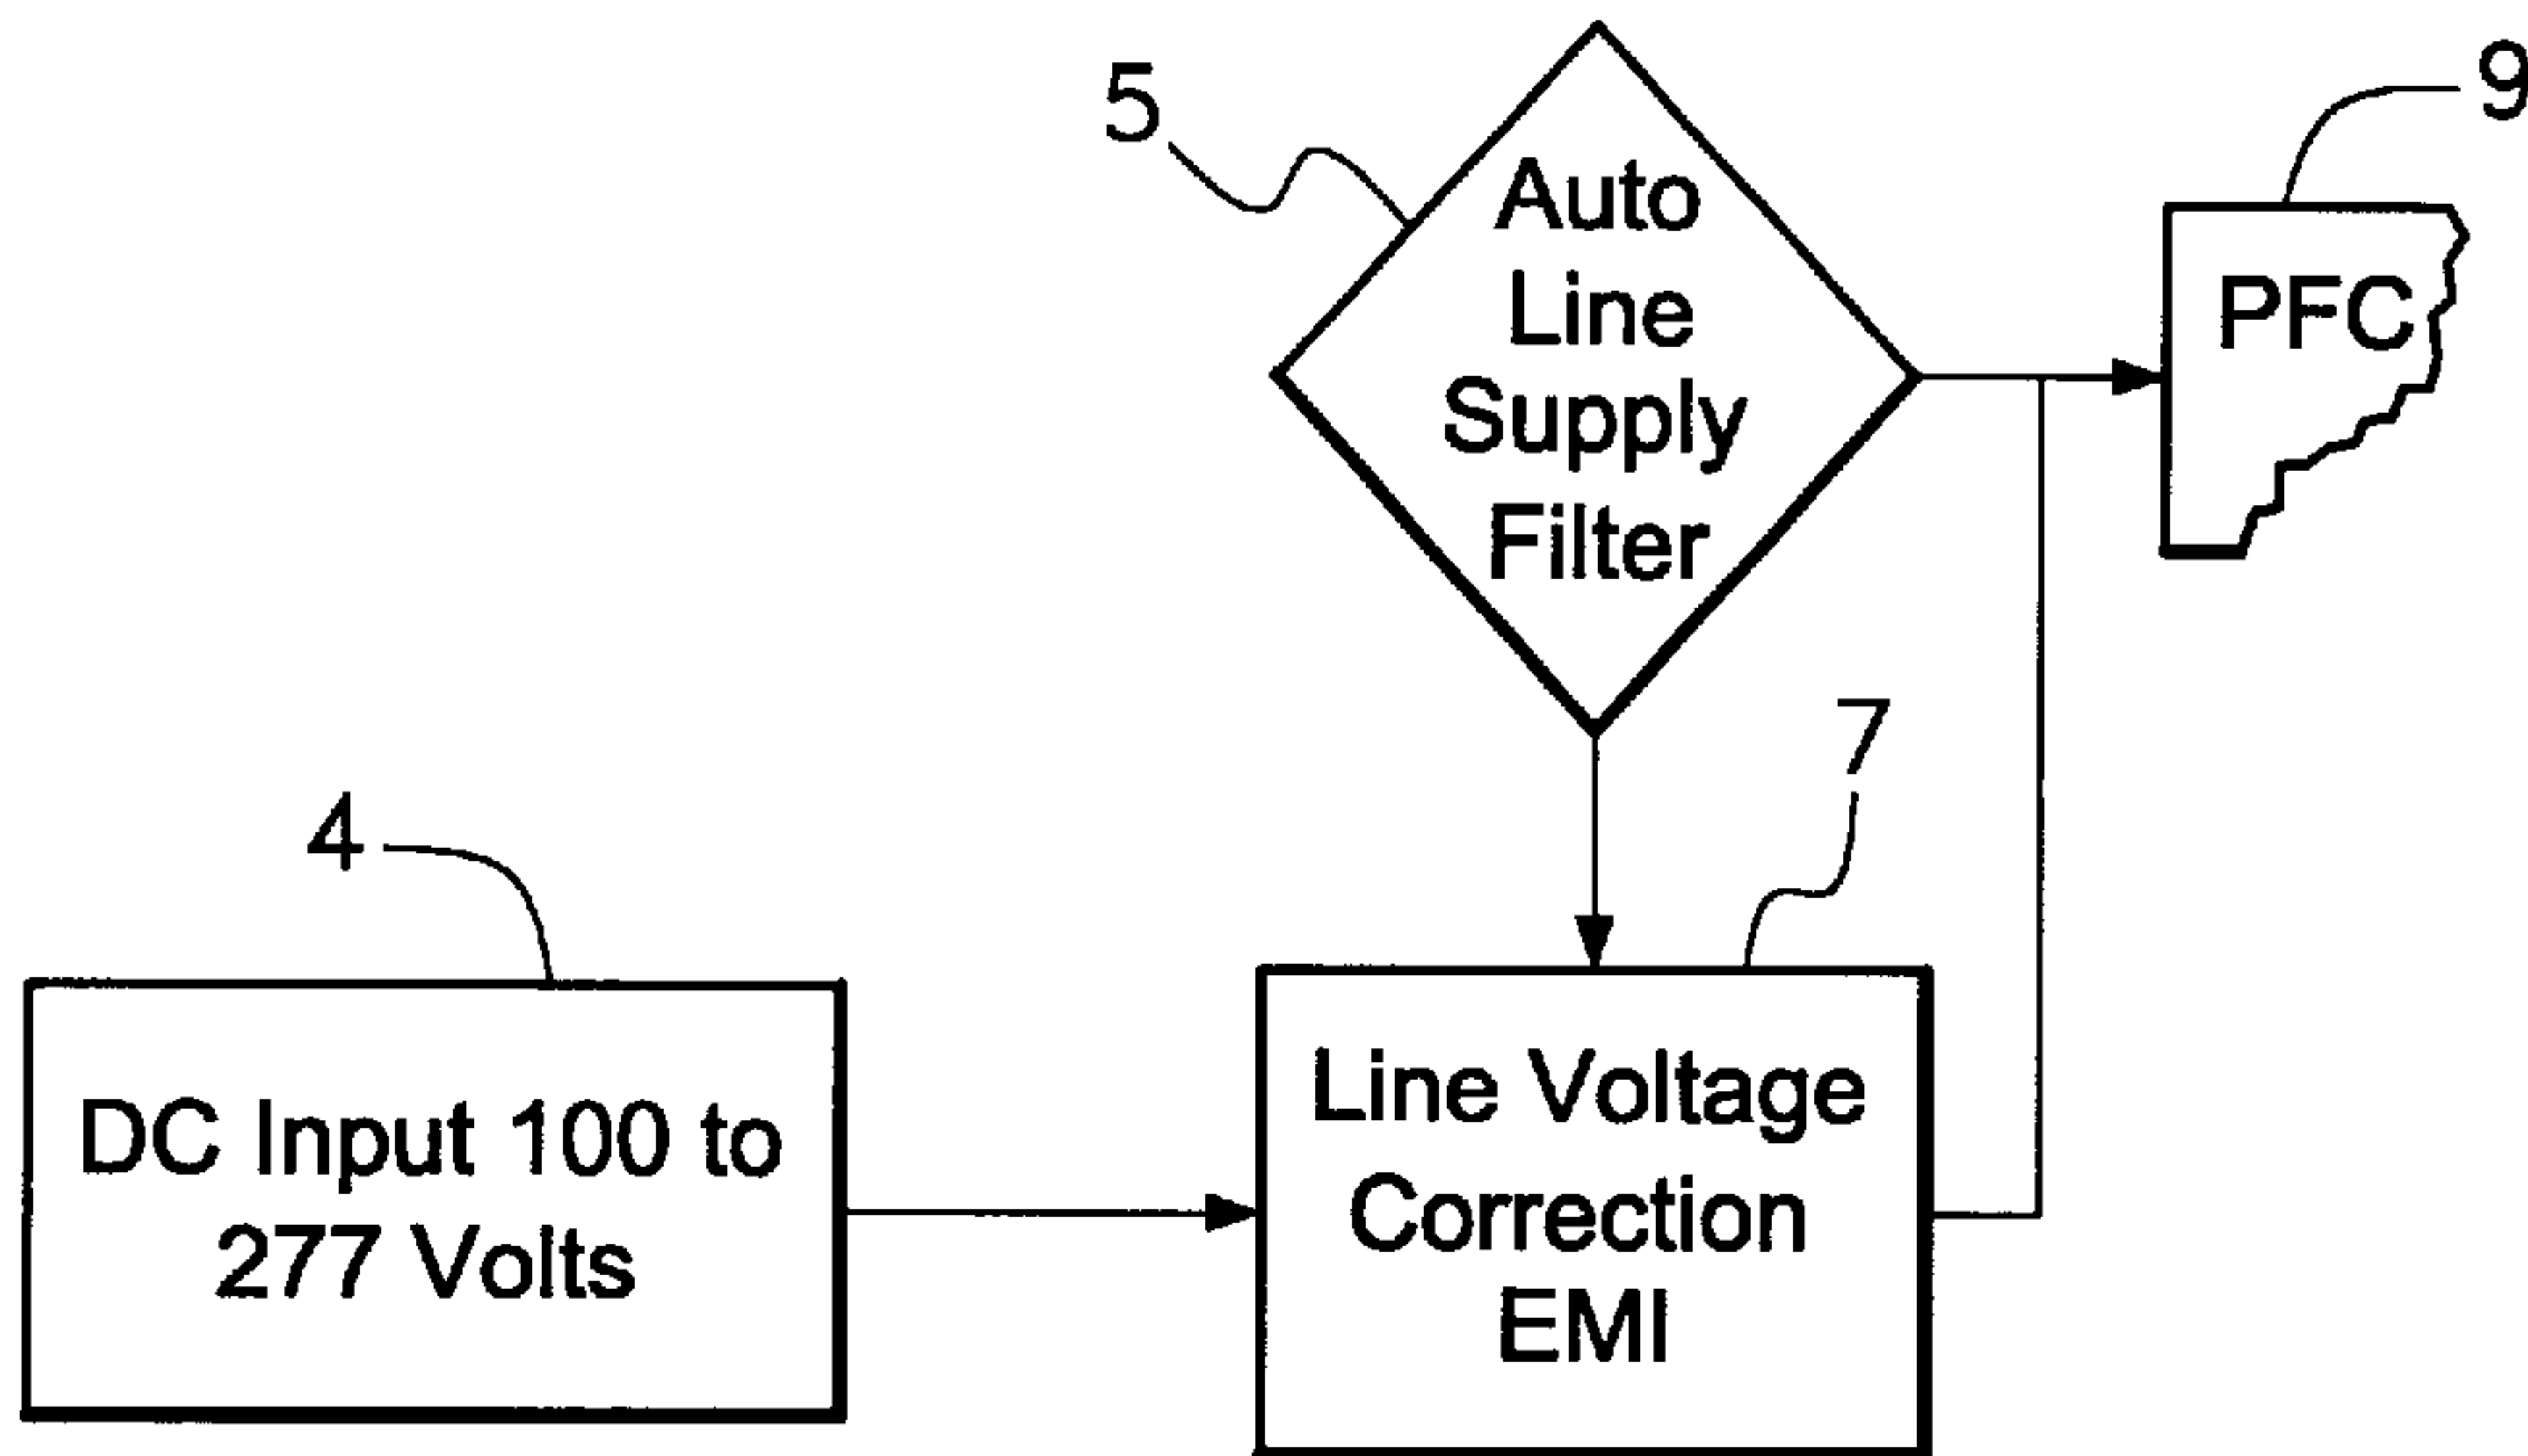 5
Auto
Line
Supply
Filter
9
PFC
7
4
DC Input 100 to
277 Volts
Line Voltage
Correction
EMI